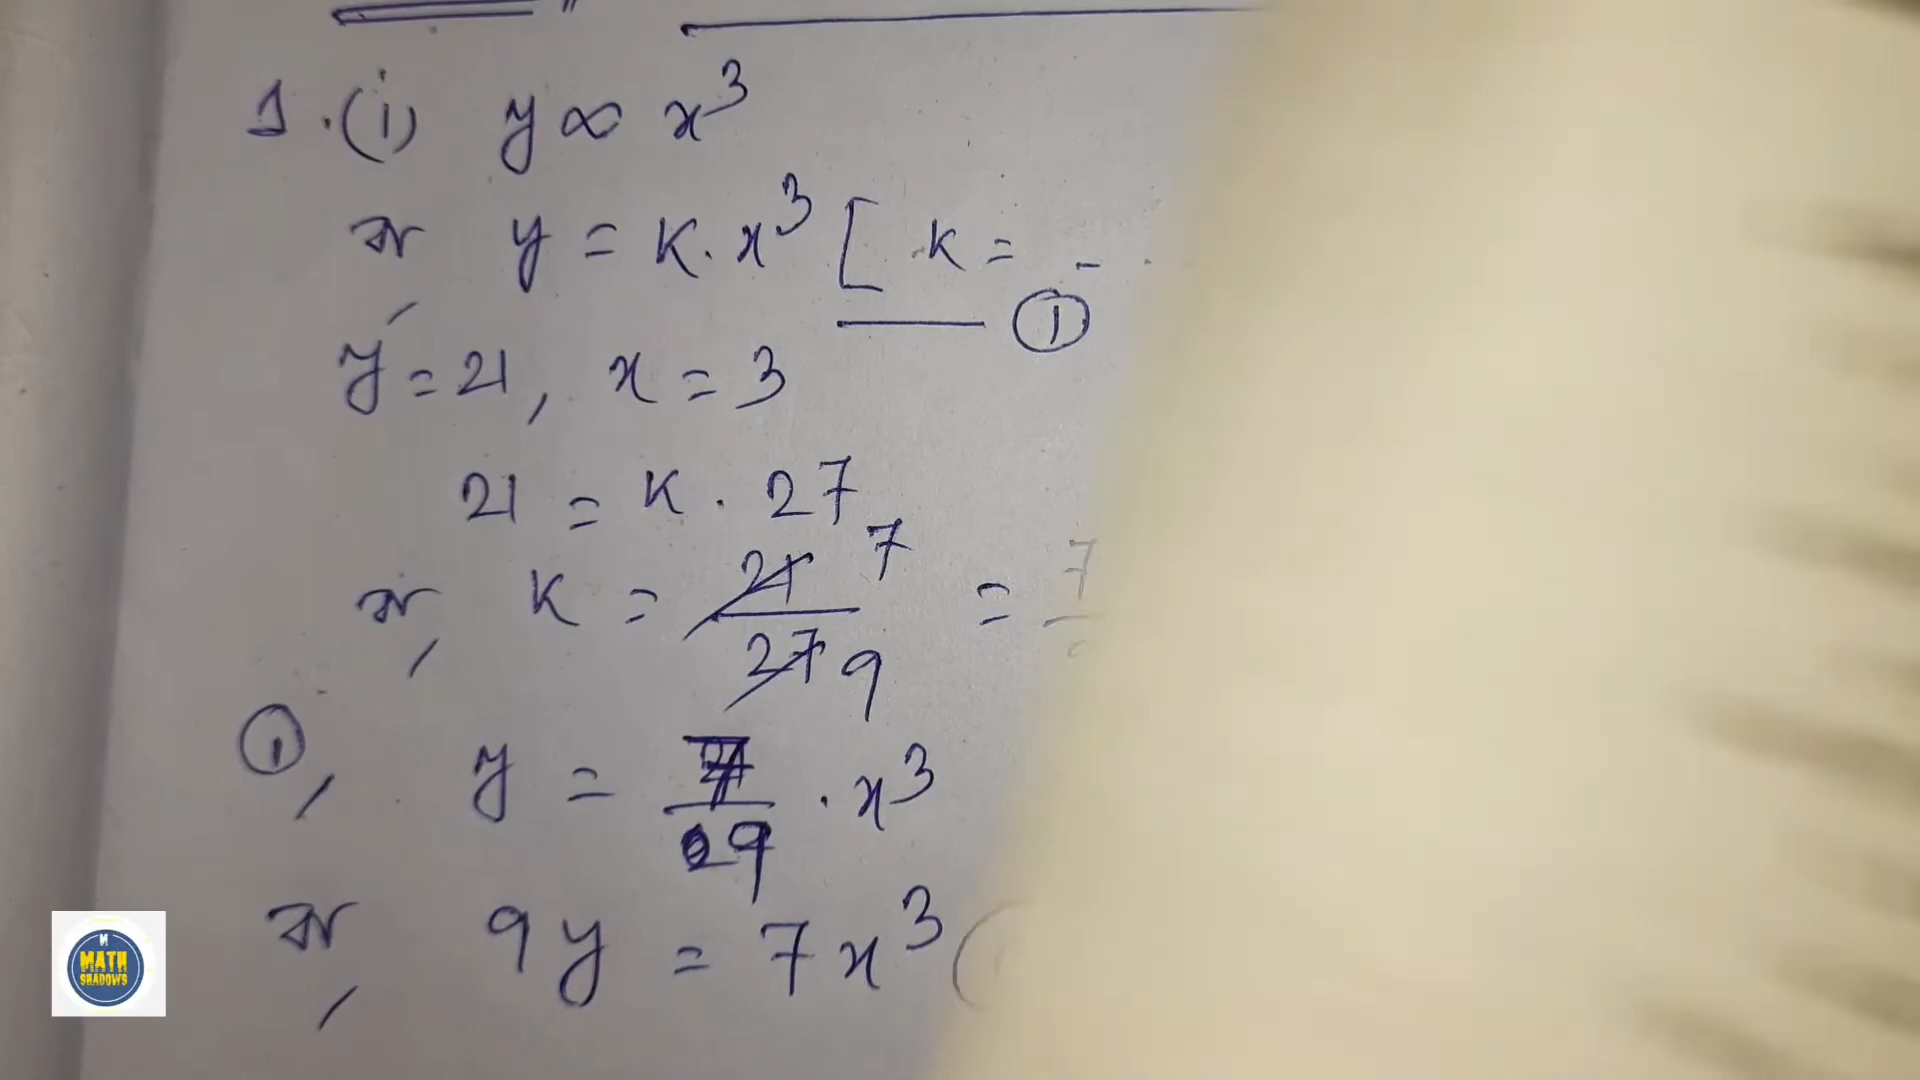 1.(i) y ∝ x³
বা, y = K. x³ [ K =
①
y = 21, x = 3
21 = K . 27
বা, K = 21/27 7 9 = 7
①, y = 7/9 . x³
বা, 9y = 7x³ (
MATH
SHADOWS